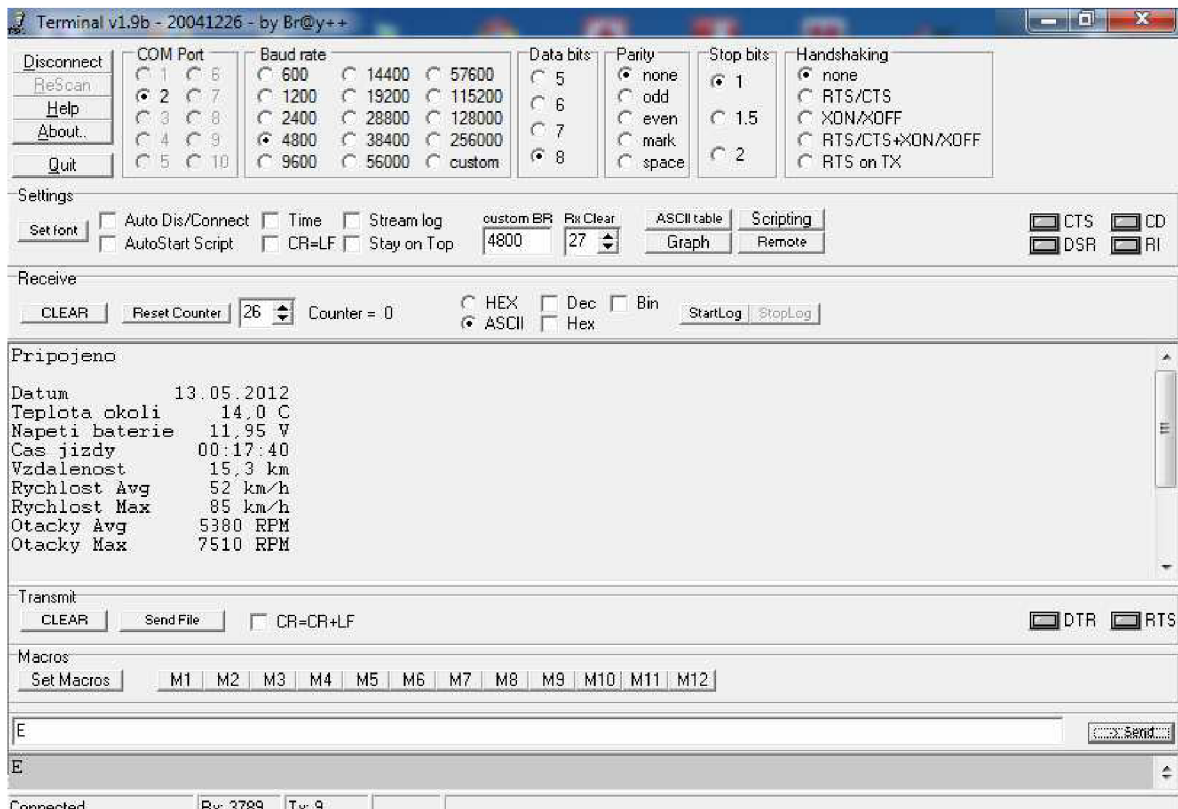 Terminal v1.9b - 20041226 - by Br@y++
Disconnect
ReScan
Help
About..
Quit
COM Port
1 6
2 7
3 8
4 9
5 10
Baud rate
600 14400 57600
1200 19200 115200
2400 28800 128000
4800 38400 256000
9600 56000 custom
Data bits
5
6
7
8
Parity
none
odd
even
mark
space
Stop bits
1
1.5
2
Handshaking
none
RTS/CTS
XON/XOFF
RTS/CTS+XON/XOFF
RTS on TX
Settings
Set font
Auto Dis/Connect Time Stream log
AutoStart Script CR=LF Stay on Top
custom BR Rx Clear
4800 27
ASCII table Scripting
Graph Remote
CTS CD
DSR RI
Receive
CLEAR Reset Counter 26 Counter = 0
HEX Dec Bin
ASCII Hex
StartLog StopLog
Pripojeno
Datum 13.05.2012
Teplota okoli 14,0 C
Napeti baterie 11,95 V
Cas jizdy 00:17:40
Vzdalenost 15,3 km
Rychlost Avg 52 km/h
Rychlost Max 85 km/h
Otacky Avg 5380 RPM
Otacky Max 7510 RPM
Transmit
CLEAR Send File CR=CR+LF DTR RTS
Macros
Set Macros M1 M2 M3 M4 M5 M6 M7 M8 M9 M10 M11 M12
E
-> Send
E
Connected Rx: 3789 Tx: 9